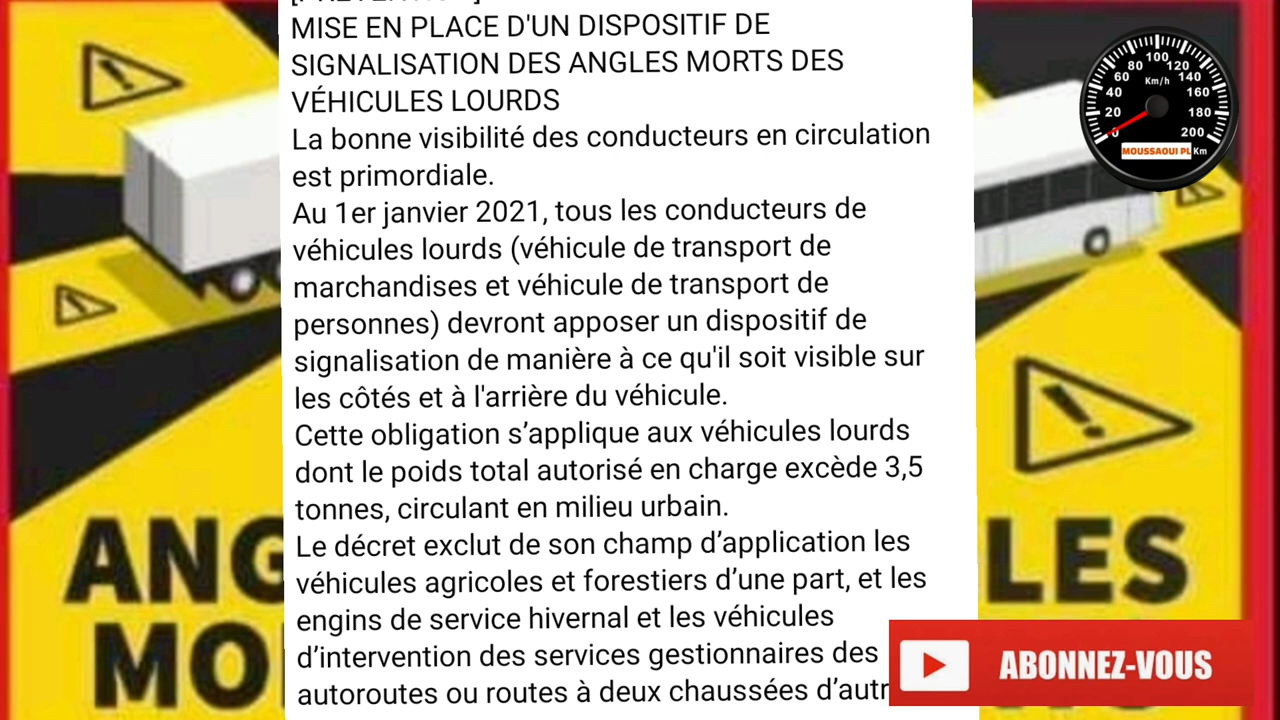 MISE EN PLACE D'UN DISPOSITIF DE
SIGNALISATION DES ANGLES MORTS DES
VÉHICULES LOURDS
La bonne visibilité des conducteurs en circulation
est primordiale.
Au 1er janvier 2021, tous les conducteurs de
véhicules lourds (véhicule de transport de
marchandises et véhicule de transport de
personnes) devront apposer un dispositif de
signalisation de manière à ce qu'il soit visible sur
les côtés et à l'arrière du véhicule.
Cette obligation s’applique aux véhicules lourds
dont le poids total autorisé en charge excède 3,5
tonnes, circulant en milieu urbain.
Le décret exclut de son champ d’application les
véhicules agricoles et forestiers d’une part, et les
engins de service hivernal et les véhicules
d’intervention des services gestionnaires des
autoroutes ou routes à deux chaussées d’autr
ANG
LES
MO
0 20 40 60 80 100 120 140 160 180 200
Km/h
MOUSSAOUI PL Km
ABONNEZ-VOUS